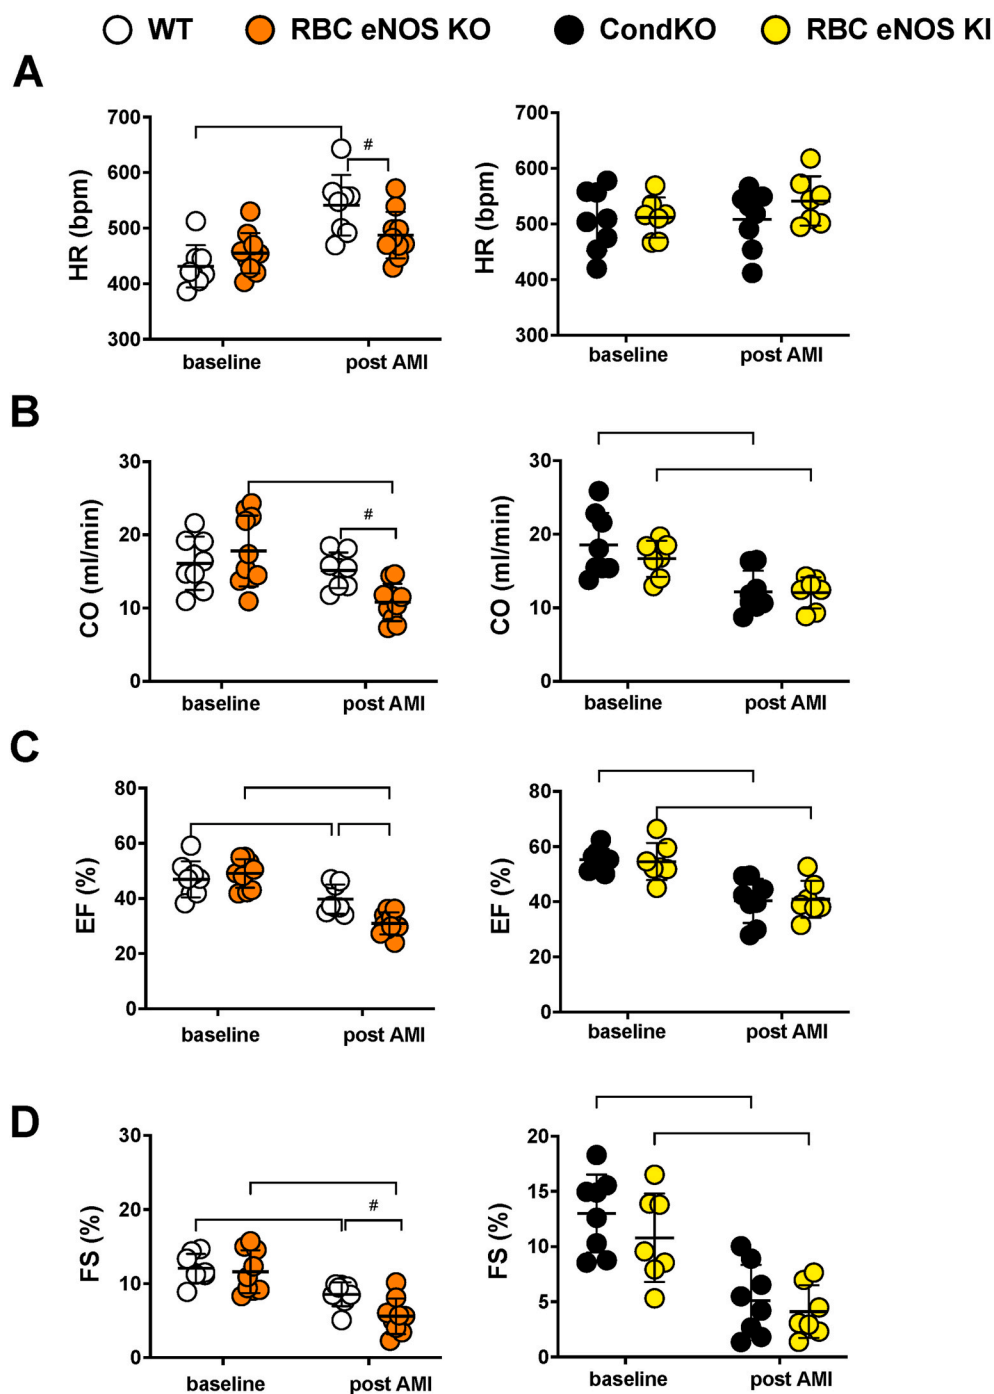 WT RBC eNOS KO CondKO RBC eNOS KI
A
HR (bpm)
700
600
500
400
300
#
baseline post AMI
HR (bpm)
700
600
500
400
300
baseline post AMI
B
CO (ml/min)
30
20
10
0
#
baseline post AMI
CO (ml/min)
30
20
10
0
baseline post AMI
C
EF (%)
80
60
40
20
0
baseline post AMI
EF (%)
80
60
40
20
0
baseline post AMI
D
FS (%)
30
20
10
0
#
baseline post AMI
FS (%)
20
15
10
5
0
baseline post AMI